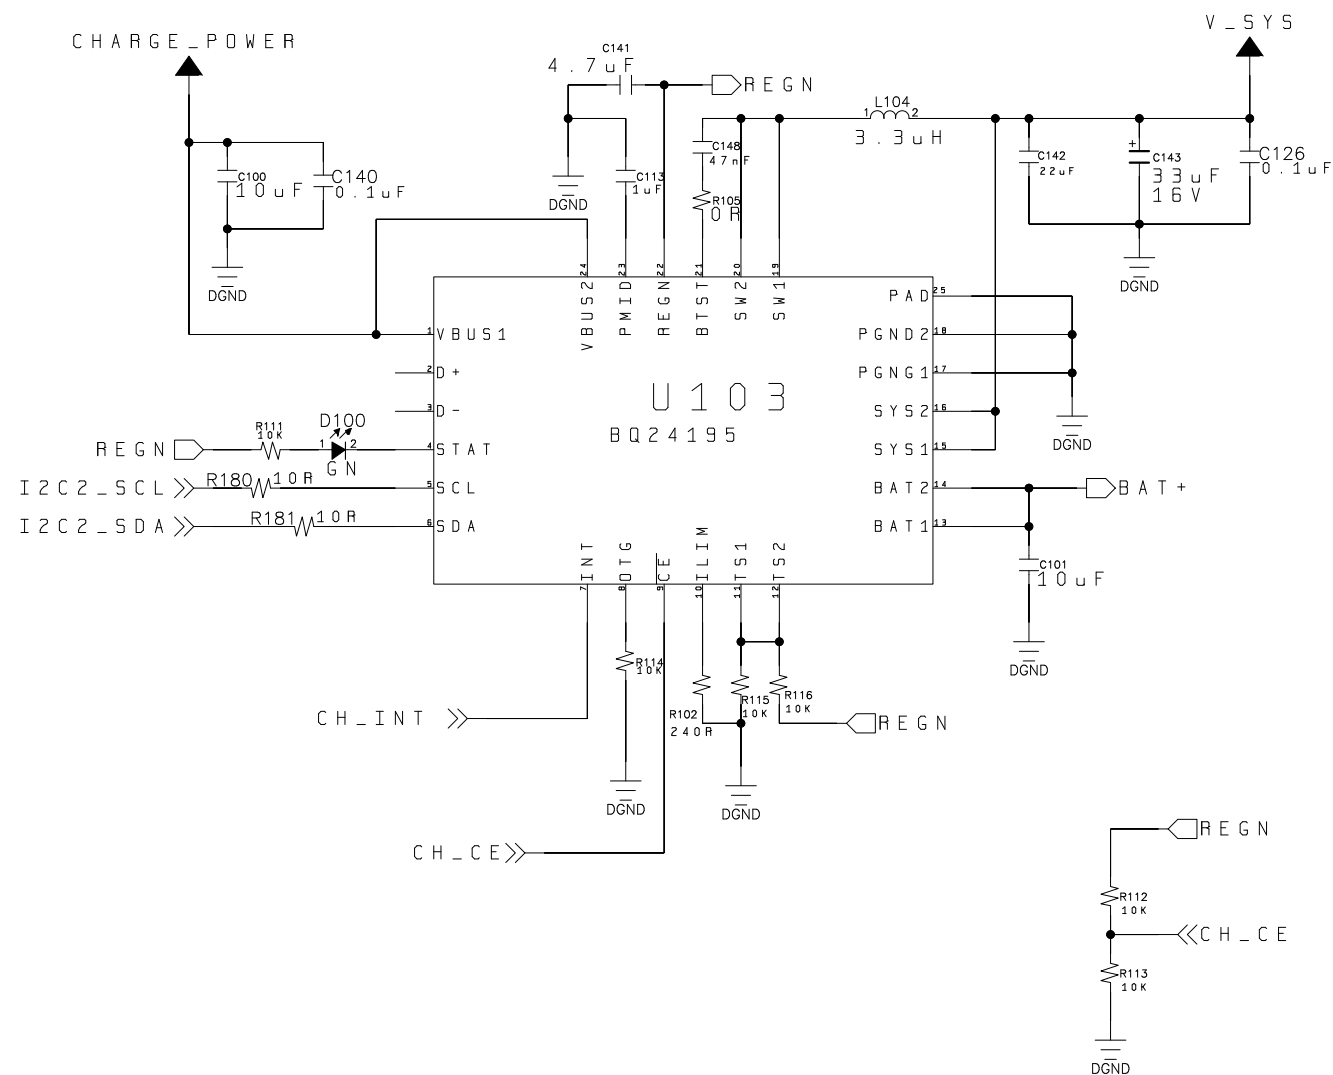 CHARGE_POWER
C141
4.7uF
REGN
V_SYS
L104
1 2
3.3uH
C100
10uF
C140
0.1uF
DGND
DGND
C113
1uF
C148
47nF
R105
0R
C142
22uF
+
C143
33uF
16V
C126
0.1uF
DGND
24 23 22 21 20 19
VBUS2
PMID
REGN
BTST
SW2
SW1
1 VBUS1
2 D+
3 D-
4 STAT
5 SCL
6 SDA
PAD 25
PGND2 18
PGNG1 17
SYS2 16
SYS1 15
BAT2 14
BAT1 13
U103
BQ24195
DGND
REGN
R111
10K
D100
1 2
GN
I2C2_SCL
R180 10R
I2C2_SDA
R181 10R
BAT+
C101
10uF
DGND
INT
OTG
CE
ILIM
TS1
TS2
7 8 9 10 11 12
R114
10K
CH_INT
R102
240R
R115
10K
R116
10K
REGN
DGND
DGND
CH_CE
REGN
R112
10K
CH_CE
R113
10K
DGND